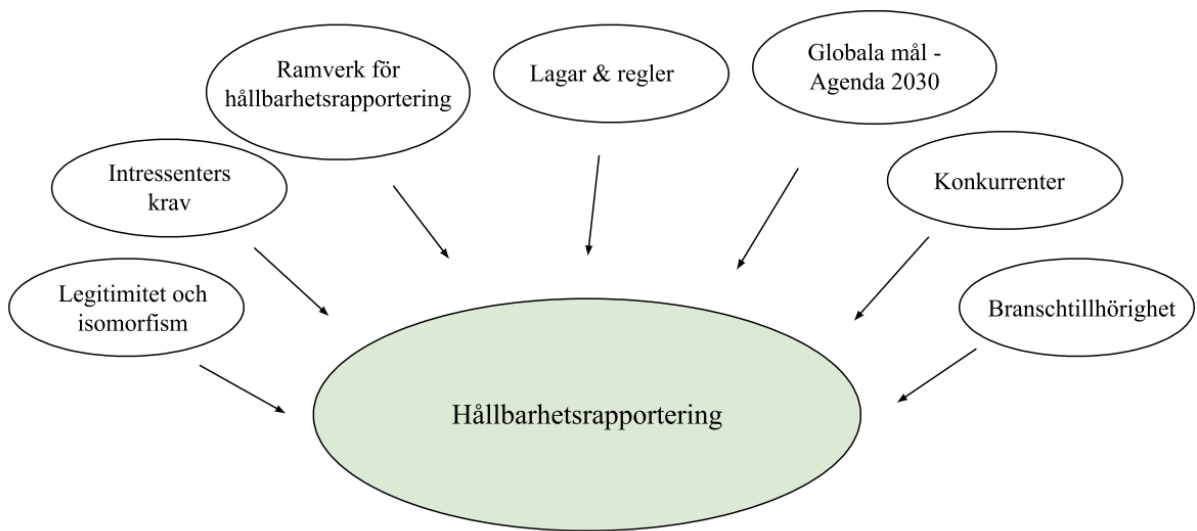 Ramverk för
hållbarhetsrapportering
Lagar & regler
Globala mål -
Agenda 2030
Intressenters
krav
Konkurrenter
Legitimitet och
isomorfism
Branschtillhörighet
Hållbarhetsrapportering